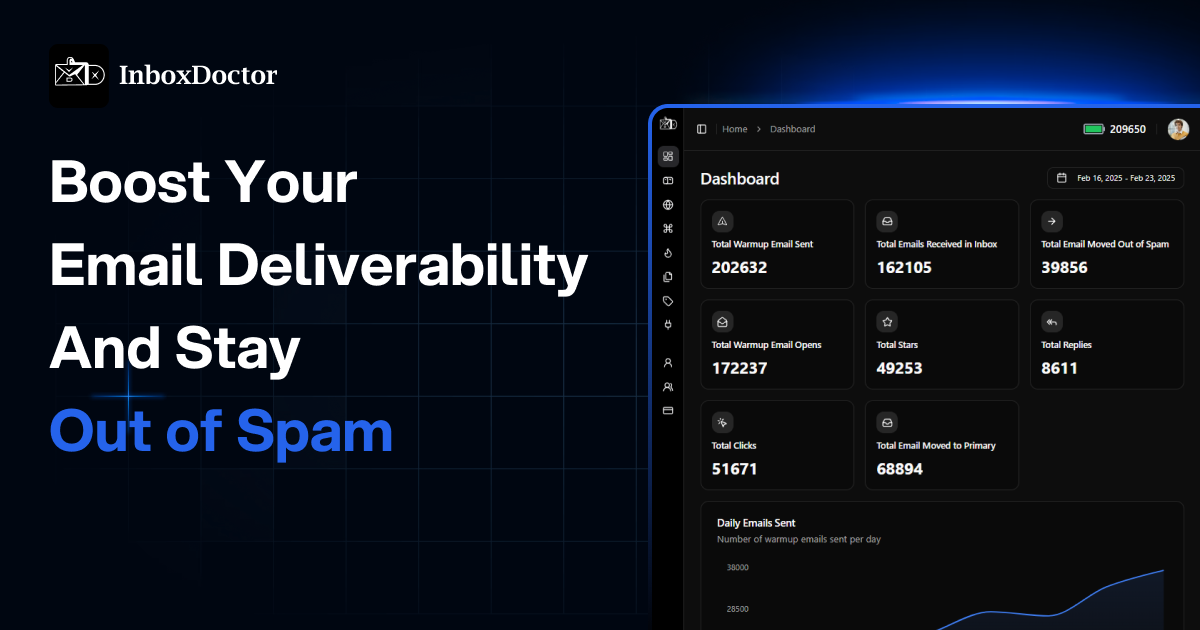 InboxDoctor
Boost Your
Email Deliverability
And Stay
Out of Spam
Home > Dashboard
209650
Dashboard
Feb 16, 2025 - Feb 23, 2025
Total Warmup Email Sent
202632
Total Emails Received in Inbox
162105
Total Email Moved Out of Spam
39856
Total Warmup Email Opens
172237
Total Stars
49253
Total Replies
8611
Total Clicks
51671
Total Email Moved to Primary
68894
Daily Emails Sent
Number of warmup emails sent per day
38000
28500